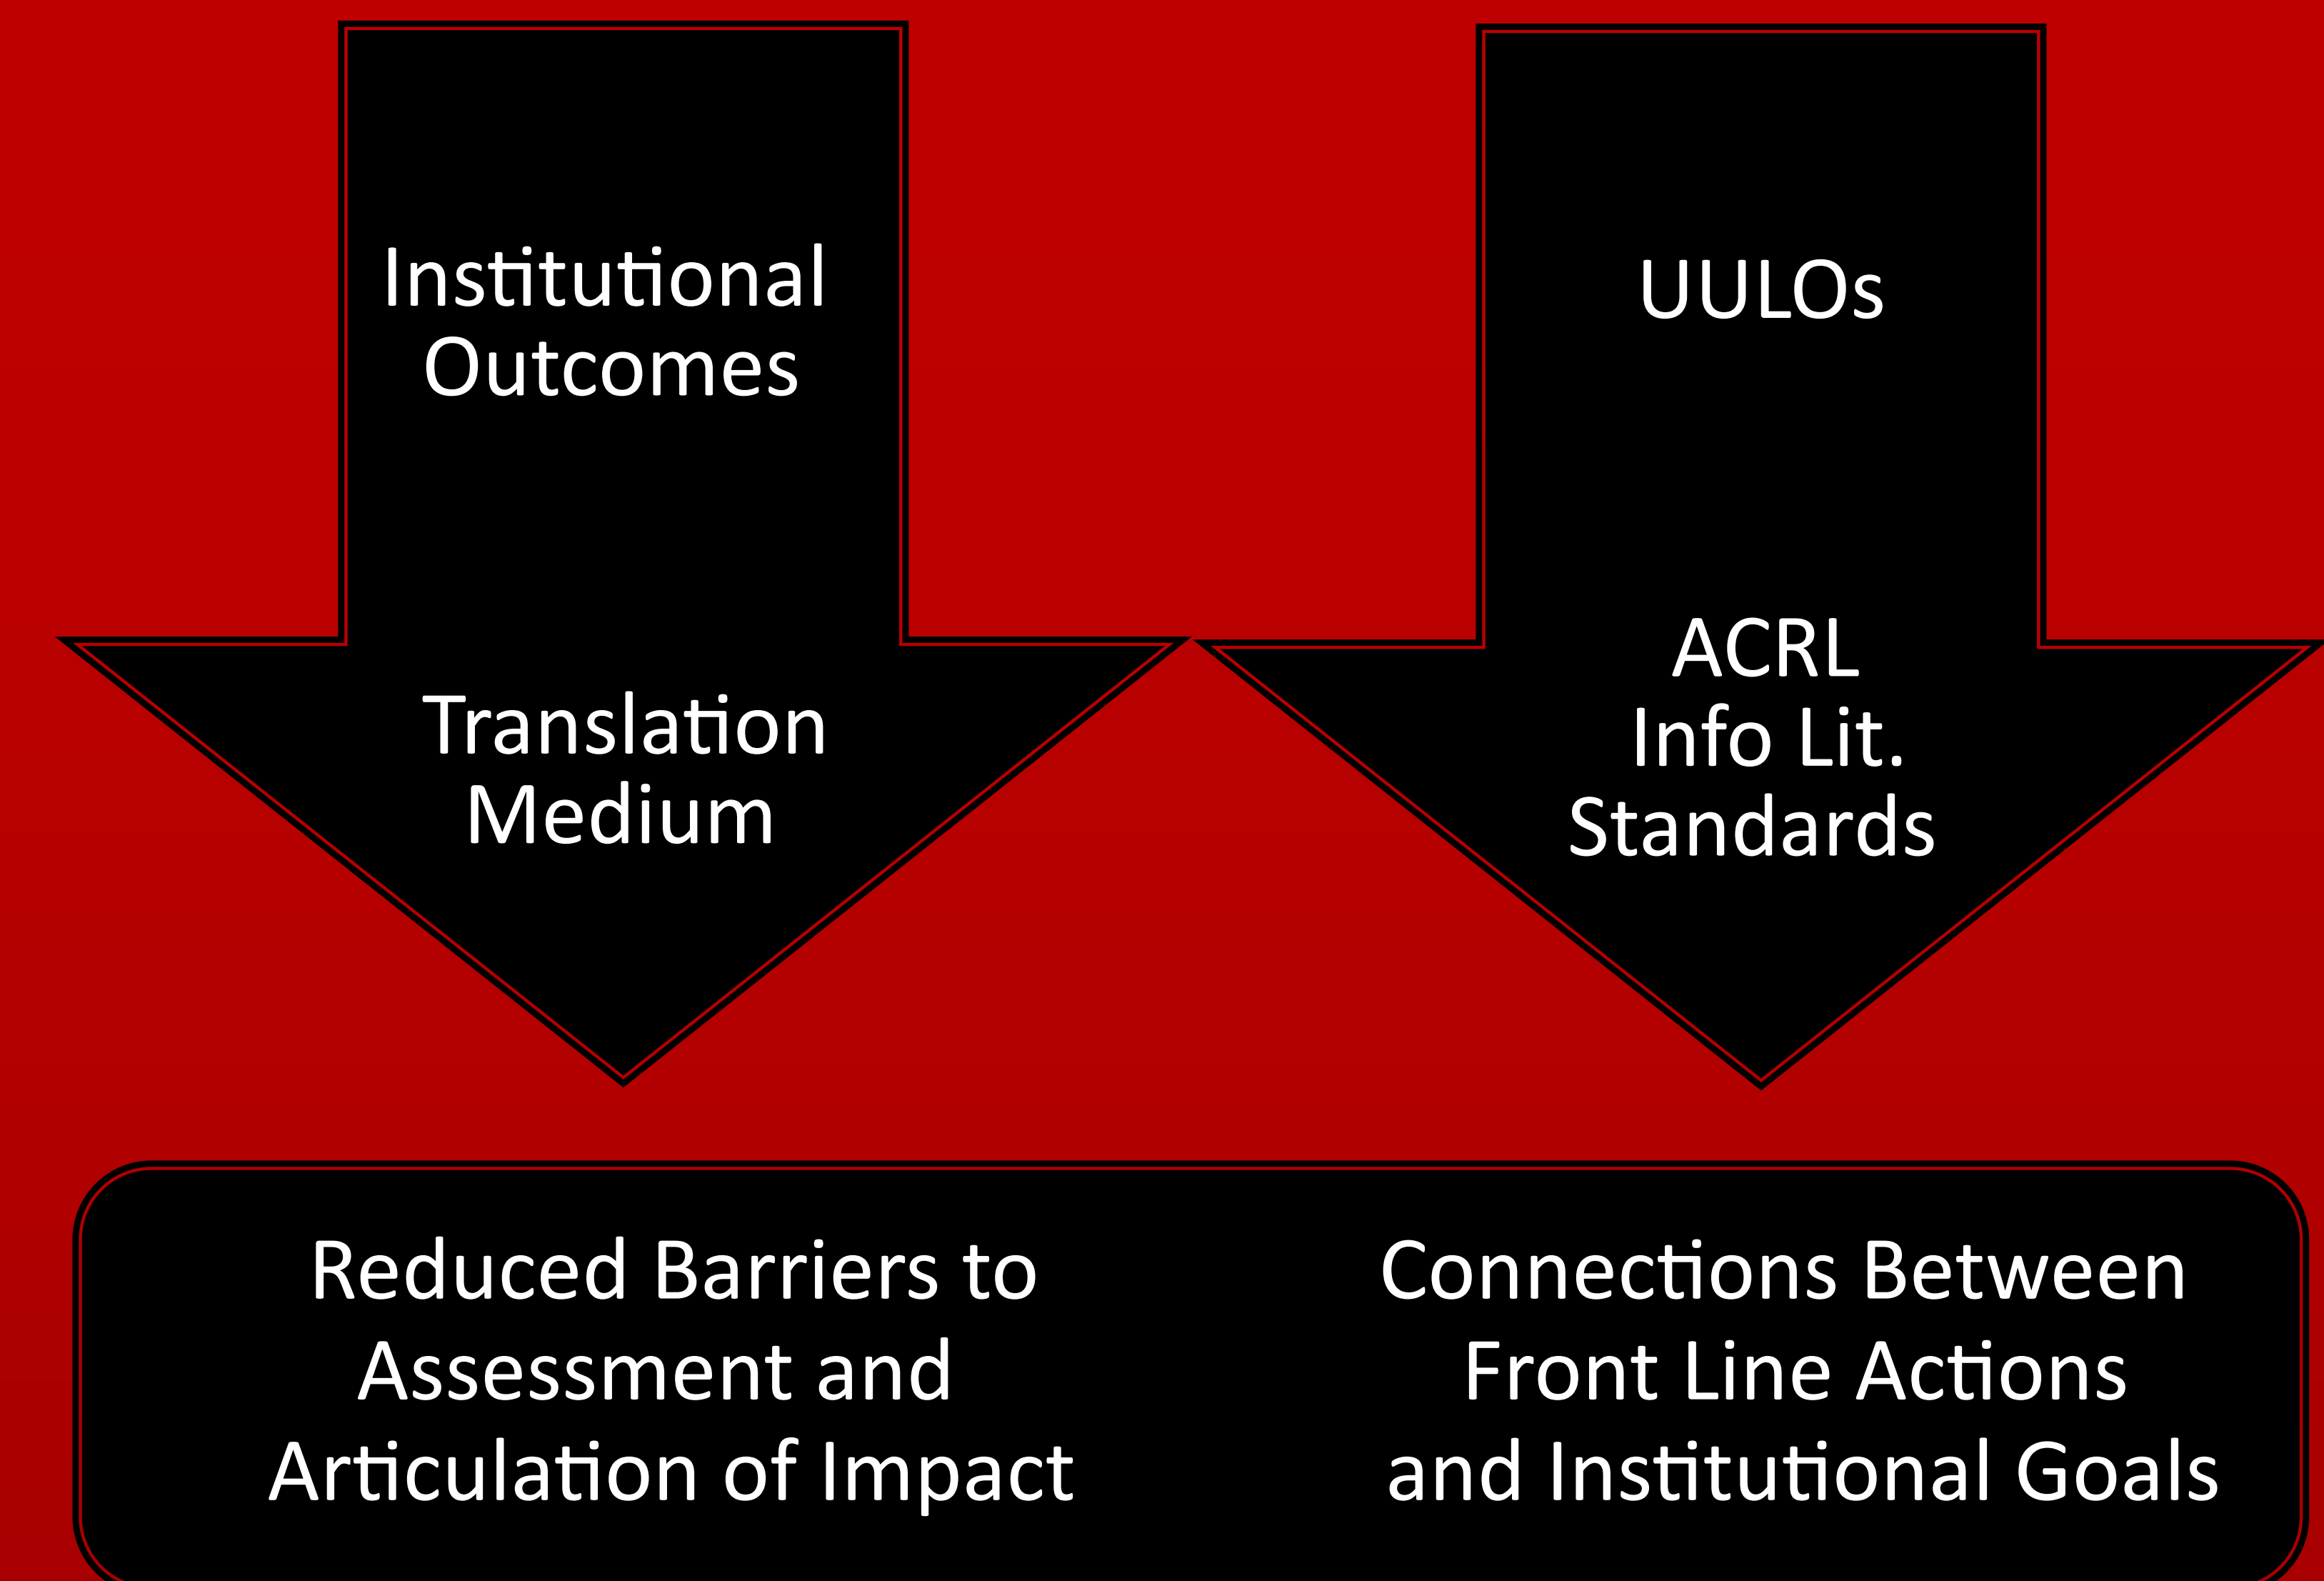 Institutional
Outcomes
Translation
Medium
UULOs
ACRL
Info Lit.
Standards
Reduced Barriers to
Assessment and
Articulation of Impact
Connections Between
Front Line Actions
and Institutional Goals